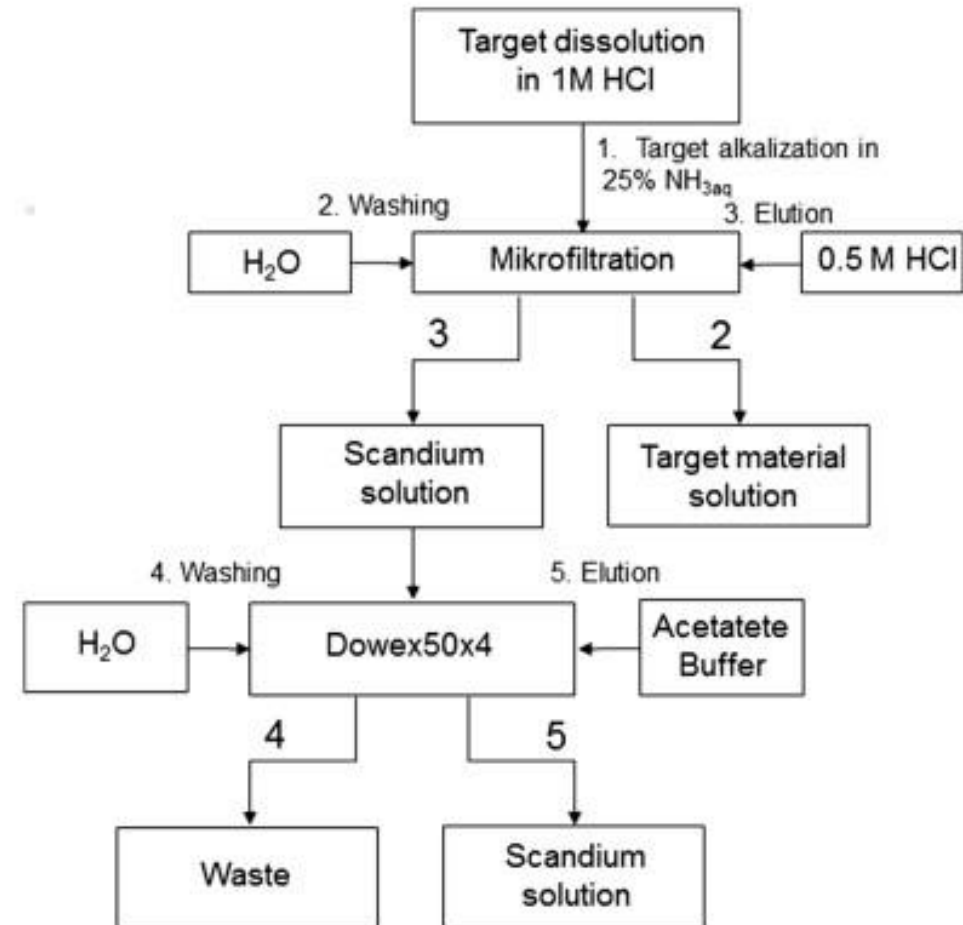 Target dissolution
in 1M HCl
1. Target alkalization in
25% NH₃aq
2. Washing
3. Elution
H₂O
Mikrofiltration
0.5 M HCl
3
2
Scandium
solution
Target material
solution
4. Washing
5. Elution
H₂O
Dowex50x4
Acetatete
Buffer
4
5
Waste
Scandium
solution